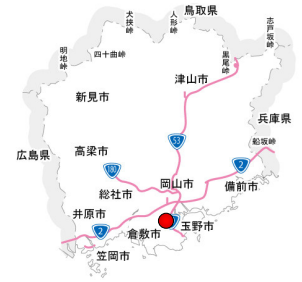 鳥取県
犬挟峠
人形峠
志戸坂峠
明地峠
四十曲峠
黒尾峠
津山市
新見市
兵庫県
53
船坂峠
広島県
高梁市
180
岡山市
2
総社市
備前市
井原市
2
倉敷市
玉野市
笠岡市